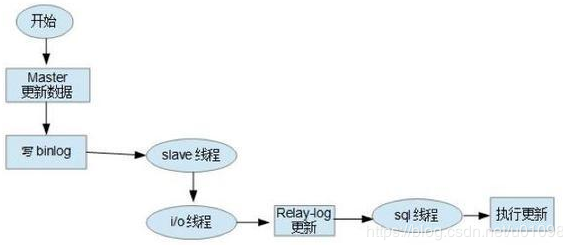 开始
Master
更新数据
写 binlog
slave 线程
i/o 线程
Relay-log
更新
sql 线程
执行更新